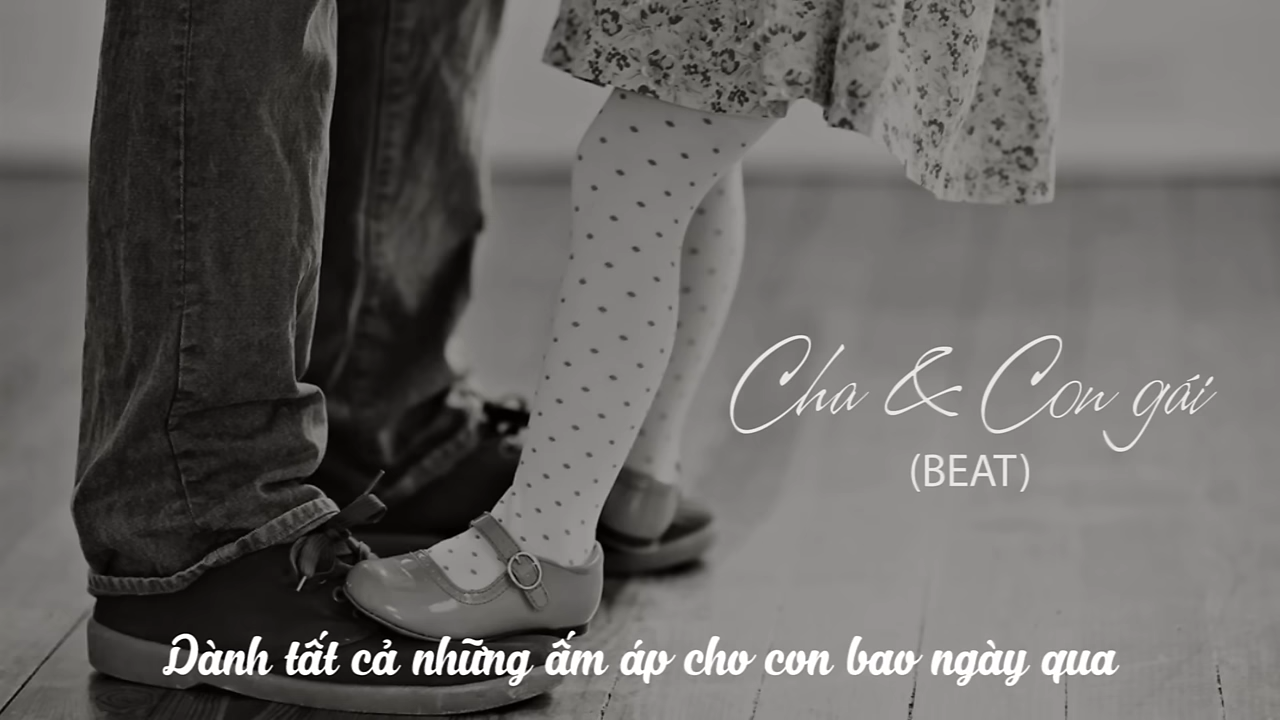 Cha & Con gái
(BEAT)
Dành tất cả những ấm áp cho con bao ngày qua